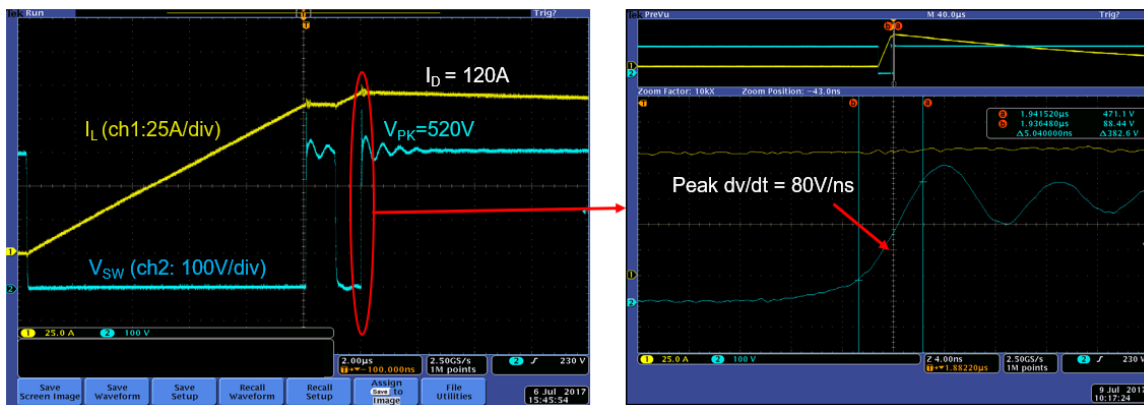 Tek Run
Trig?
I_D = 120A
I_L (ch1:25A/div)
V_PK=520V
V_SW (ch2: 100V/div)
1 25.0 A 2 100 V
2.00µs
-100.000ns
2.50GS/s
1M points
2 230 V
Save Screen Image
Save Waveform
Save Setup
Recall Waveform
Recall Setup
Assign Save to Image
File Utilities
6 Jul 2017
15:45:54
Tek PreVu
M 40.0µs
Trig?
Zoom Factor: 10kX
Zoom Position: -43.0ns
a 1.941520µs 471.1 V
b 1.936480µs 88.44 V
Δ5.040000ns Δ382.6 V
Peak dv/dt = 80V/ns
1 25.0 A 2 100 V
Z 4.00ns
1.88220µs
2.50GS/s
1M points
2 230 V
9 Jul 2017
10:17:24